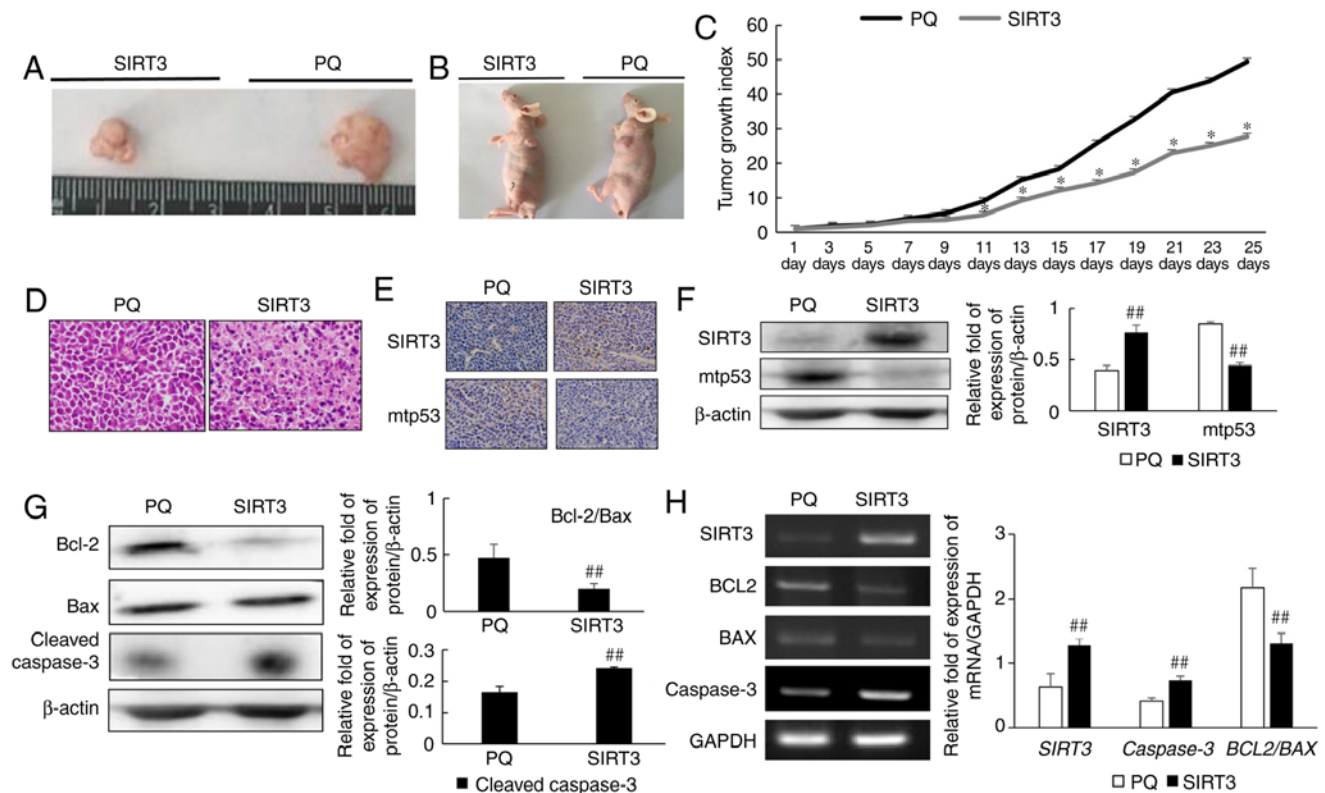 A
SIRT3
PQ
1
2
3
4
5
6
B
SIRT3
PQ
C
PQ
SIRT3
Tumor growth index
60
50
40
30
20
10
0
*
*
*
*
*
*
*
*
1
3
5
7
9
11
13
15
17
19
21
23
25
day
days
days
days
days
days
days
days
days
days
days
days
days
D
PQ
SIRT3
E
PQ
SIRT3
SIRT3
mtp53
F
PQ
SIRT3
SIRT3
mtp53
β-actin
Relative fold of
expression of
protein/β-actin
1
0.5
0
##
##
SIRT3
mtp53
PQ
SIRT3
G
PQ
SIRT3
Bcl-2
Bax
Cleaved
caspase-3
β-actin
Relative fold of
expression of
protein/β-actin
1
0.5
0
Bcl-2/Bax
##
PQ
SIRT3
Relative fold of
expression of
protein/β-actin
0.3
0.2
0.1
0
##
PQ
SIRT3
Cleaved caspase-3
H
PQ
SIRT3
SIRT3
BCL2
BAX
Caspase-3
GAPDH
Relative fold of expression of
mRNA/GAPDH
3
2
1
0
##
##
##
SIRT3
Caspase-3
BCL2/BAX
PQ
SIRT3